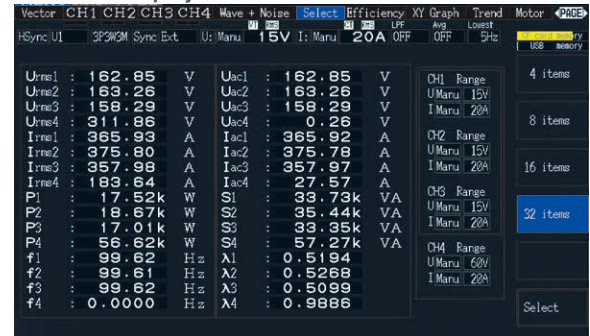 Vector CH1 CH2 CH3 CH4 Wave + Noise Select Efficiency XY Graph Trend Motor PAGE
HSync U1 3P3W3M Sync Ext U: Manu 15V I: Manu 20A LPF OFF Avg OFF Lowest 5Hz
USB memory
Urms1 : 162.85 V Uac1 : 162.85 V
Urms2 : 163.26 V Uac2 : 163.26 V
Urms3 : 158.29 V Uac3 : 158.29 V
Urms4 : 311.86 V Uac4 : 0.26 V
Irms1 : 365.93 A Iac1 : 365.92 A
Irms2 : 375.80 A Iac2 : 375.78 A
Irms3 : 357.98 A Iac3 : 357.97 A
Irms4 : 183.64 A Iac4 : 27.57 A
P1 : 17.52k W S1 : 33.73k VA
P2 : 18.67k W S2 : 35.44k VA
P3 : 17.01k W S3 : 33.35k VA
P4 : 56.62k W S4 : 57.27k VA
f1 : 99.62 Hz λ1 : 0.5194
f2 : 99.61 Hz λ2 : 0.5268
f3 : 99.62 Hz λ3 : 0.5099
f4 : 0.0000 Hz λ4 : 0.9886
CH1 Range
U Manu 15V
I Manu 20A
CH2 Range
U Manu 15V
I Manu 20A
CH3 Range
U Manu 15V
I Manu 20A
CH4 Range
U Manu 60V
I Manu 20A
4 items
8 items
16 items
32 items
Select